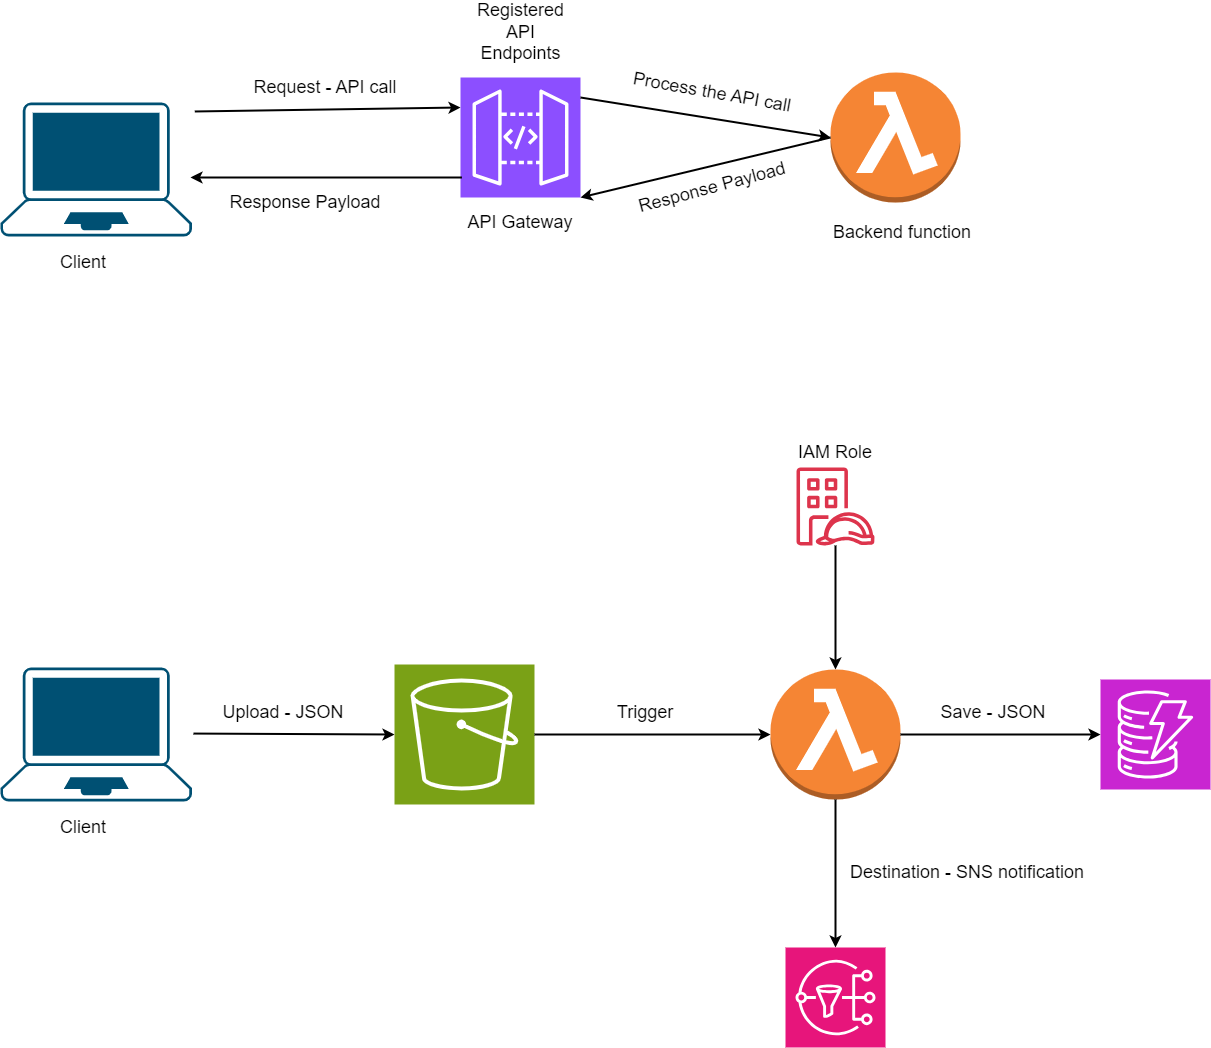 Registered
API
Endpoints
Request - API call
Process the API call
Response Payload
Response Payload
API Gateway
Backend function
Client
IAM Role
Upload - JSON
Trigger
Save - JSON
Client
Destination - SNS notification